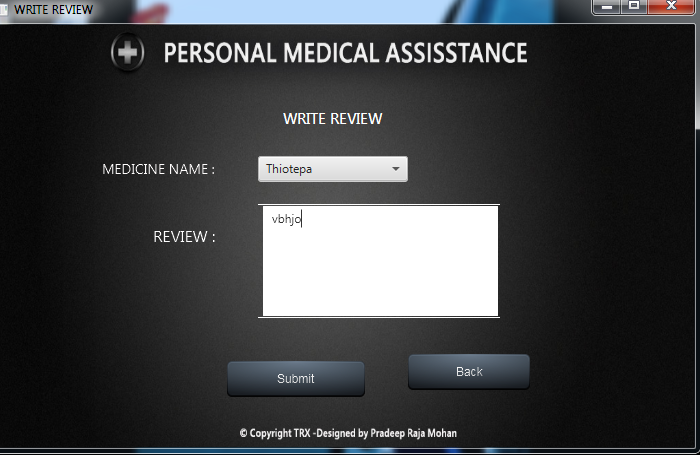 WRITE REVIEW
PERSONAL MEDICAL ASSISSTANCE
WRITE REVIEW
MEDICINE NAME : Thiotepa
REVIEW : vbhjo
Submit Back
© Copyright TRX -Designed by Pradeep Raja Mohan